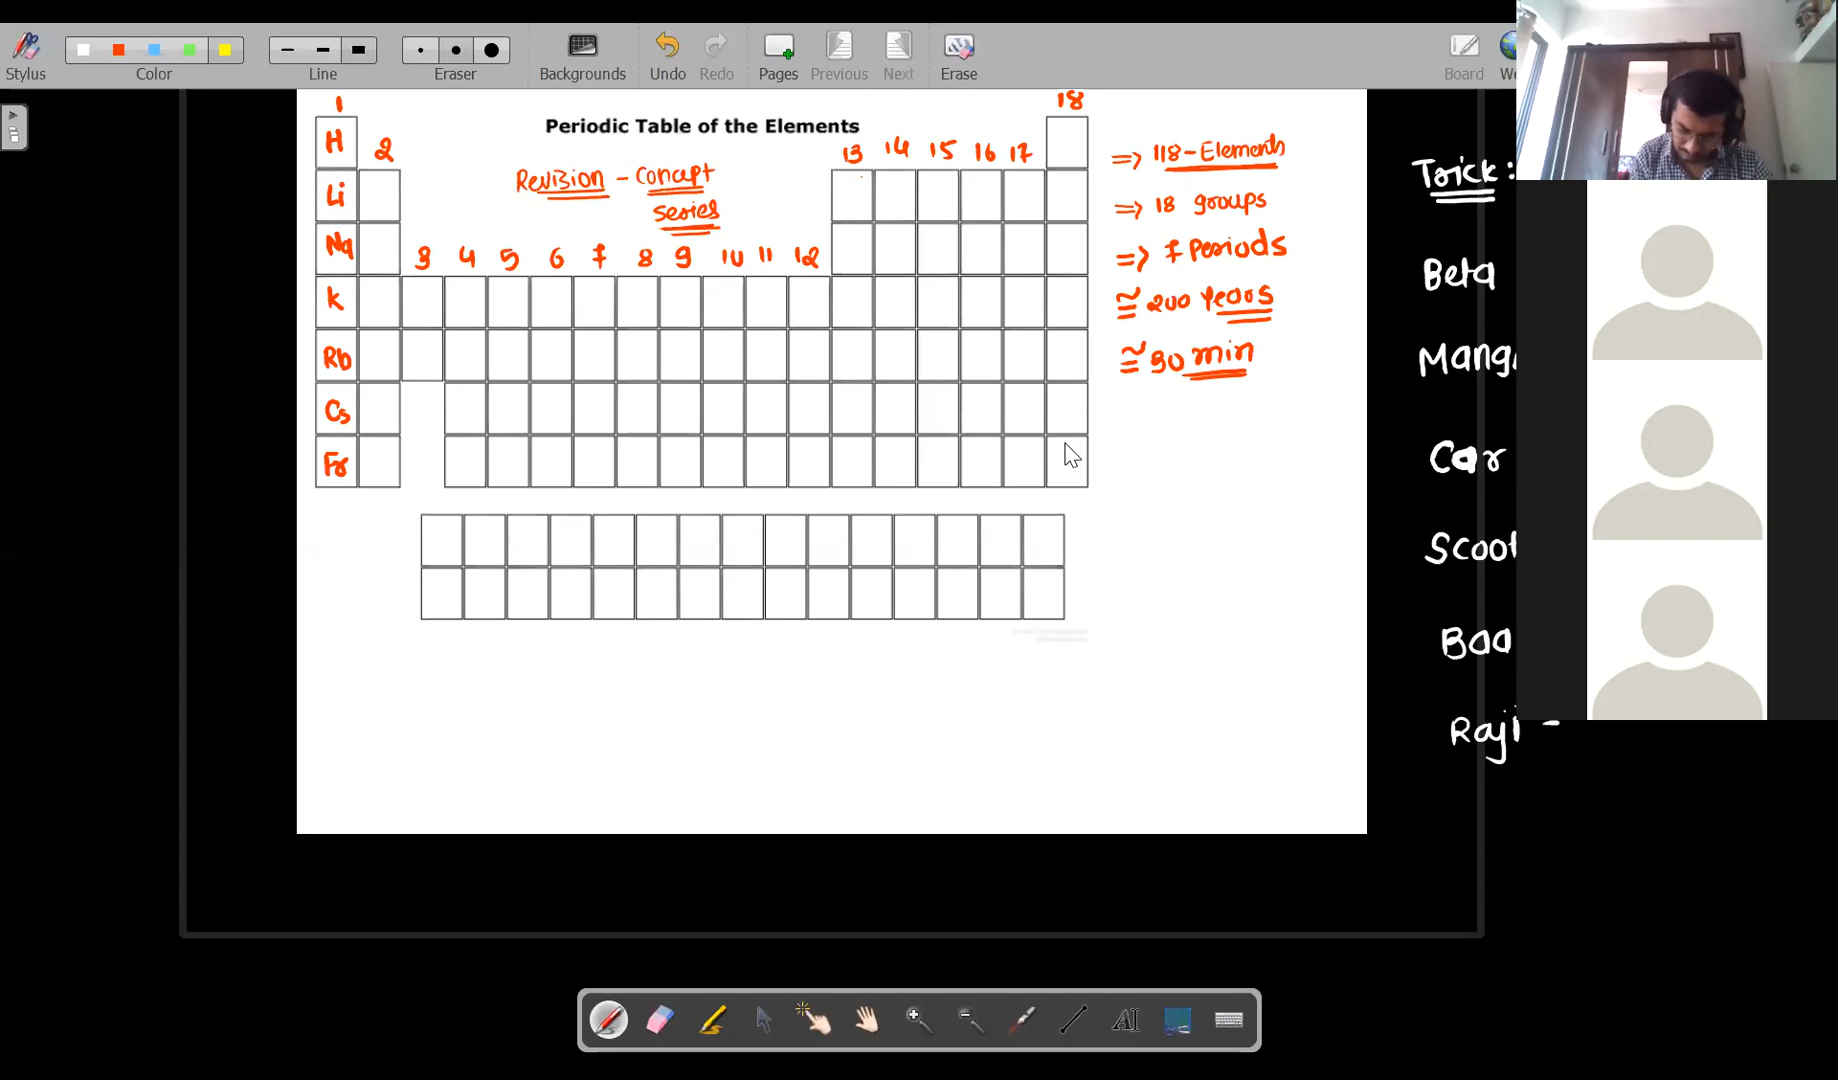 Stylus Color Line Eraser Backgrounds Undo Redo Pages Previous Next Erase Board
1 18
H Periodic Table of the Elements
2 13 14 15 16 17
⇒ 118-Elements
Li Revision - Concept
series
⇒ 18 groups
Na 3 4 5 6 7 8 9 10 11 12
⇒ 7 Periods
K
≅ 200 Years
Rb
≅ 30 min
Cs
Fr
Trick:
Beta
Car
Baa
AI